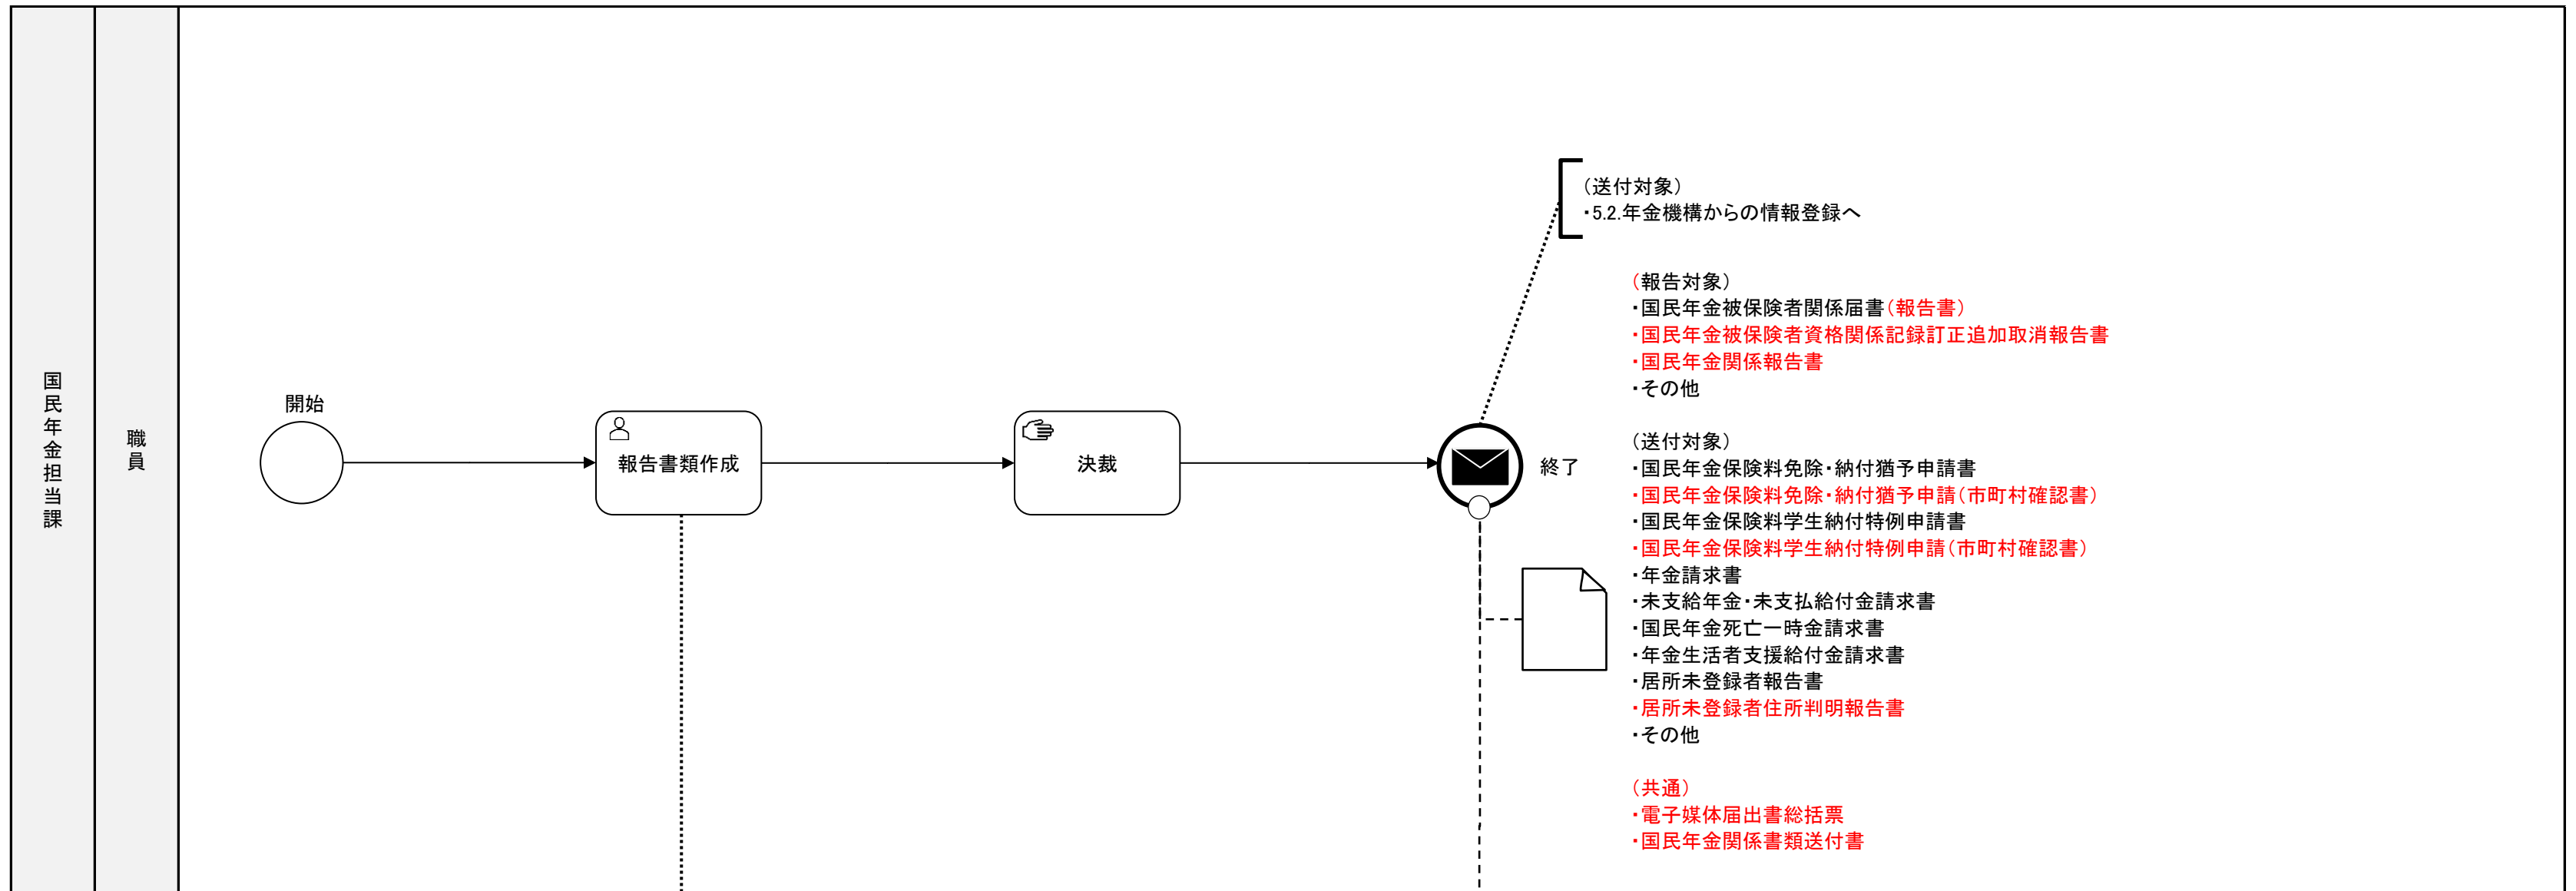 国民年金担当課
職員
開始
報告書類作成
決裁
終了
（送付対象）
・5.2.年金機構からの情報登録へ
（報告対象）
・国民年金被保険者関係届書（報告書）
・国民年金被保険者資格関係記録訂正追加取消報告書
・国民年金関係報告書
・その他
（送付対象）
・国民年金保険料免除・納付猶予申請書
・国民年金保険料免除・納付猶予申請（市町村確認書）
・国民年金保険料学生納付特例申請書
・国民年金保険料学生納付特例申請（市町村確認書）
・年金請求書
・未支給年金・未支払給付金請求書
・国民年金死亡一時金請求書
・年金生活者支援給付金請求書
・居所未登録者報告書
・居所未登録者住所判明報告書
・その他
（共通）
・電子媒体届出書総括票
・国民年金関係書類送付書